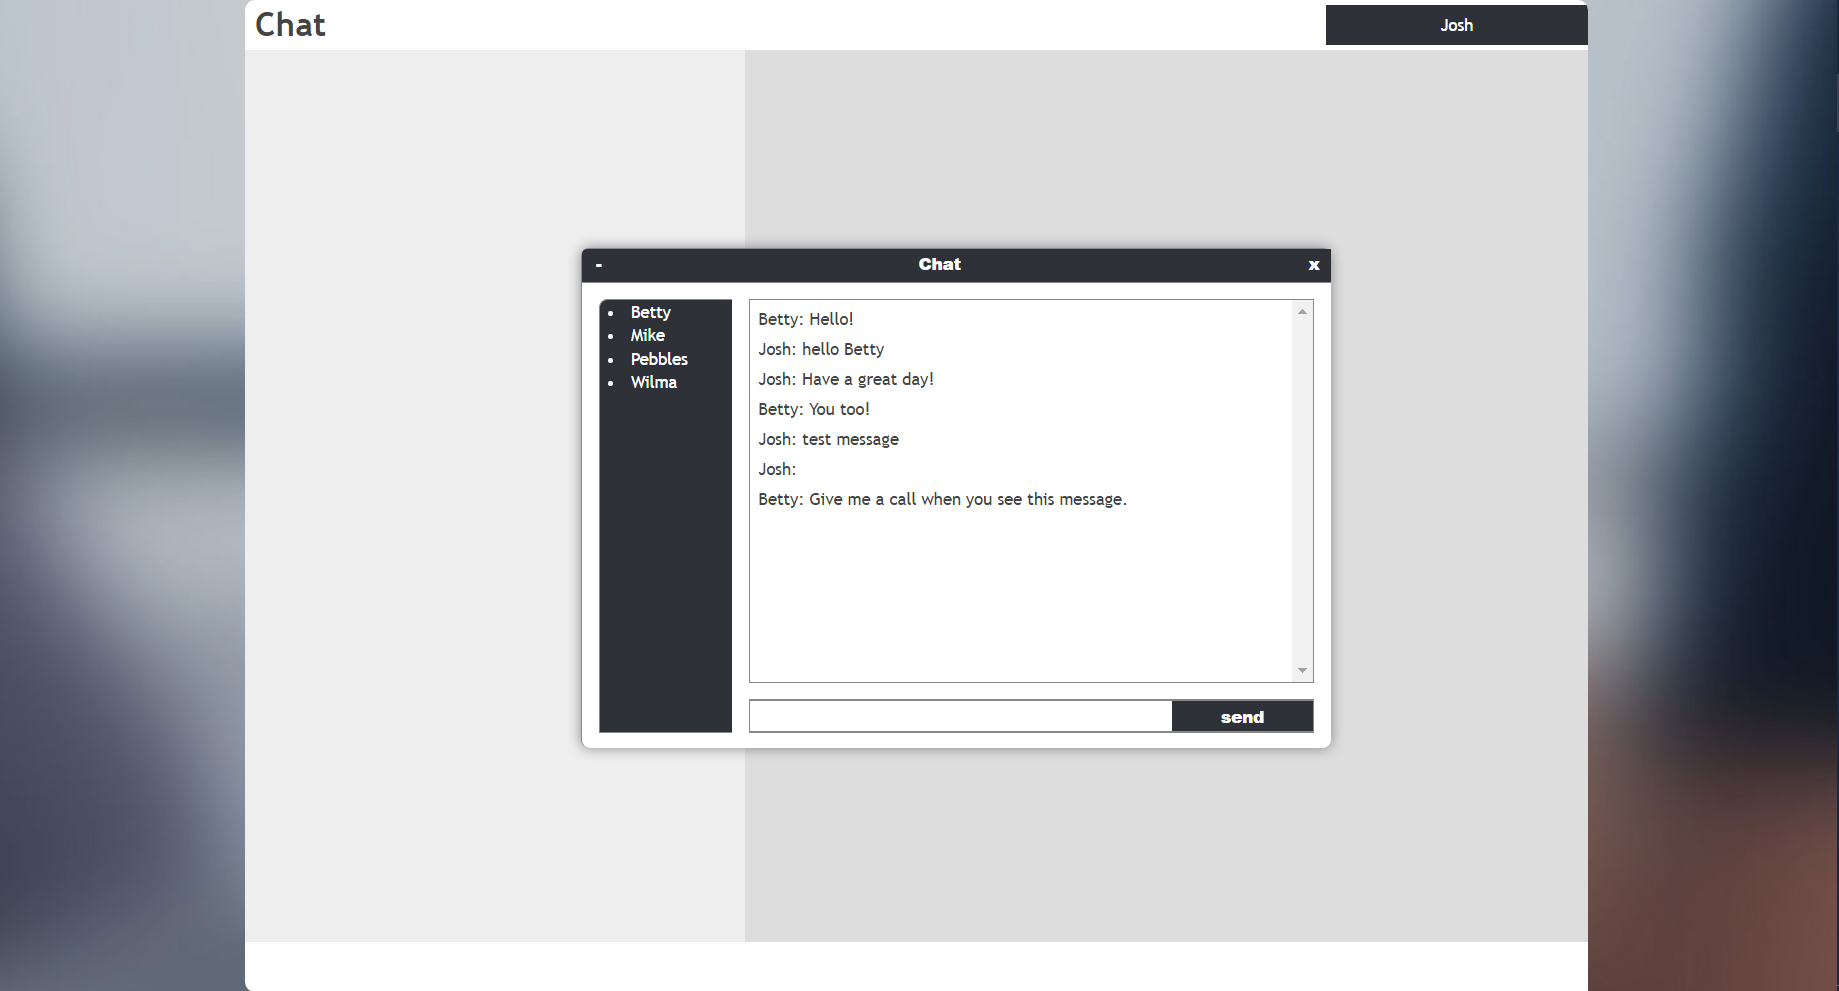 Chat
Josh
-
Chat
x
Betty
Mike
Pebbles
Wilma
Betty: Hello!
Josh: hello Betty
Josh: Have a great day!
Betty: You too!
Josh: test message
Josh:
Betty: Give me a call when you see this message.
send